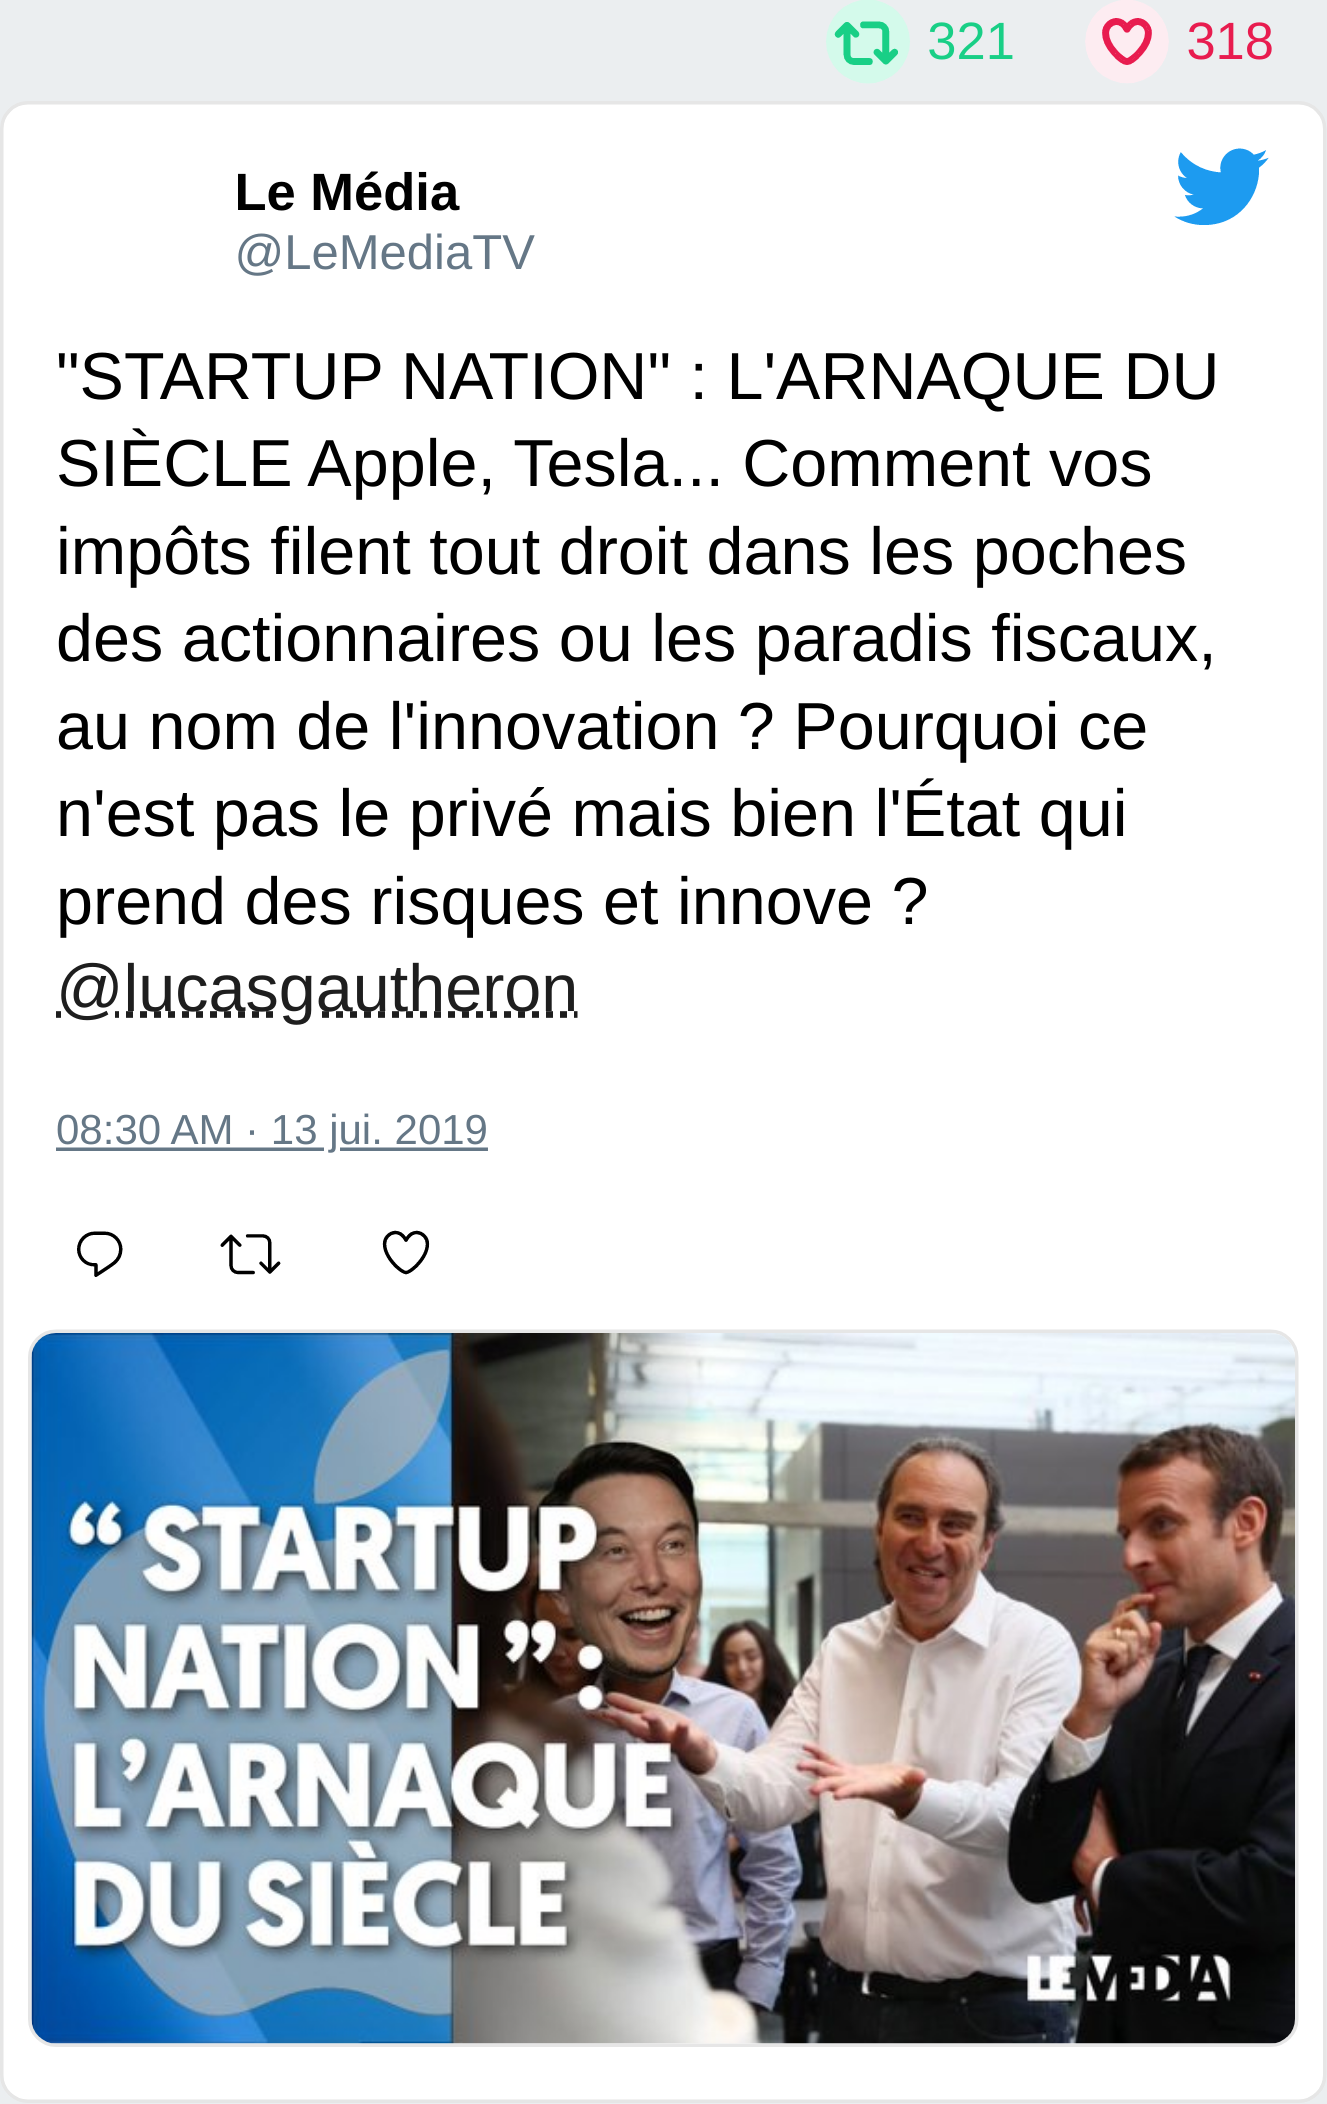 321 318
Le Média
@LeMediaTV
"STARTUP NATION" : L'ARNAQUE DU
SIÈCLE Apple, Tesla... Comment vos
impôts filent tout droit dans les poches
des actionnaires ou les paradis fiscaux,
au nom de l'innovation ? Pourquoi ce
n'est pas le privé mais bien l'État qui
prend des risques et innove ?
@lucasgautheron
08:30 AM · 13 jui. 2019
“ STARTUP
NATION ” :
L’ARNAQUE
DU SIÈCLE
LE MEDIA